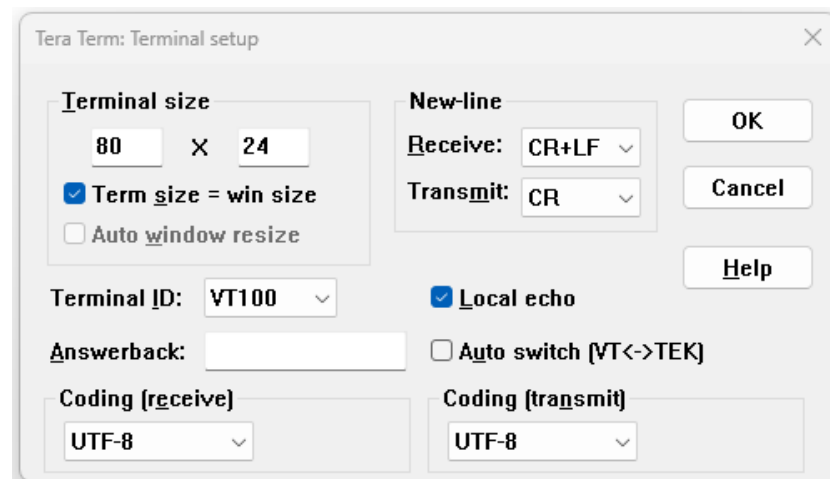 Tera Term: Terminal setup
Terminal size
80 X 24
Term size = win size
Auto window resize
New-line
Receive: CR+LF
Transmit: CR
OK
Cancel
Help
Terminal ID: VT100
Local echo
Answerback:
Auto switch (VT<->TEK)
Coding (receive)
UTF-8
Coding (transmit)
UTF-8